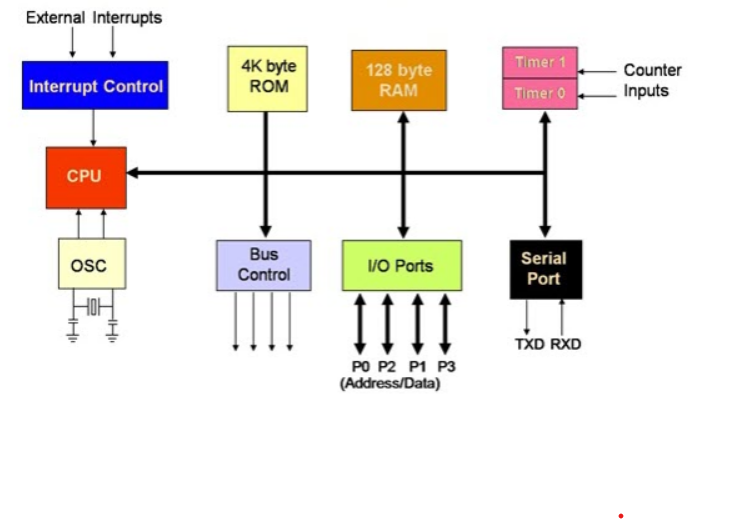 External Interrupts
Interrupt Control
4K byte
ROM
128 byte
RAM
Timer 1
Timer 0
Counter
Inputs
CPU
OSC
Bus
Control
I/O Ports
Serial
Port
TXD RXD
P0 P2 P1 P3
(Address/Data)